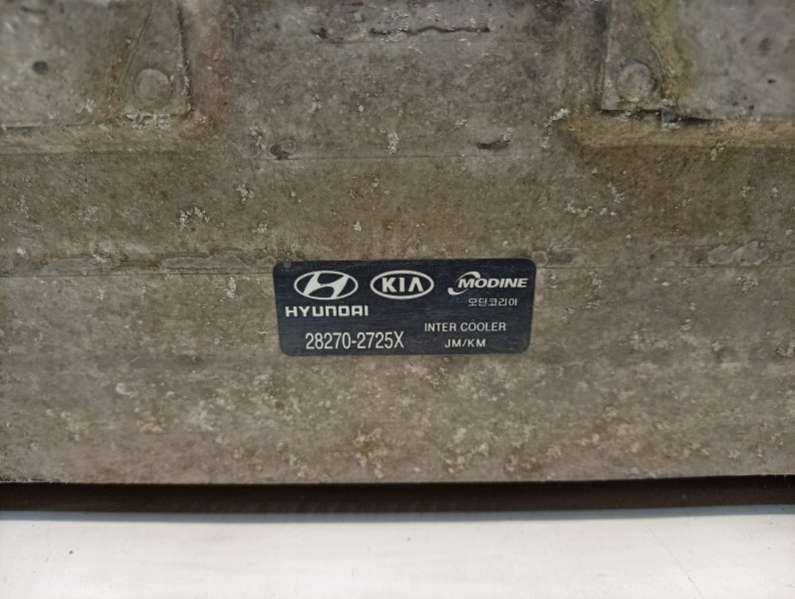 HYUNDAI KIA MODINE
모딘코리아
28270-2725X INTER COOLER
JM/KM